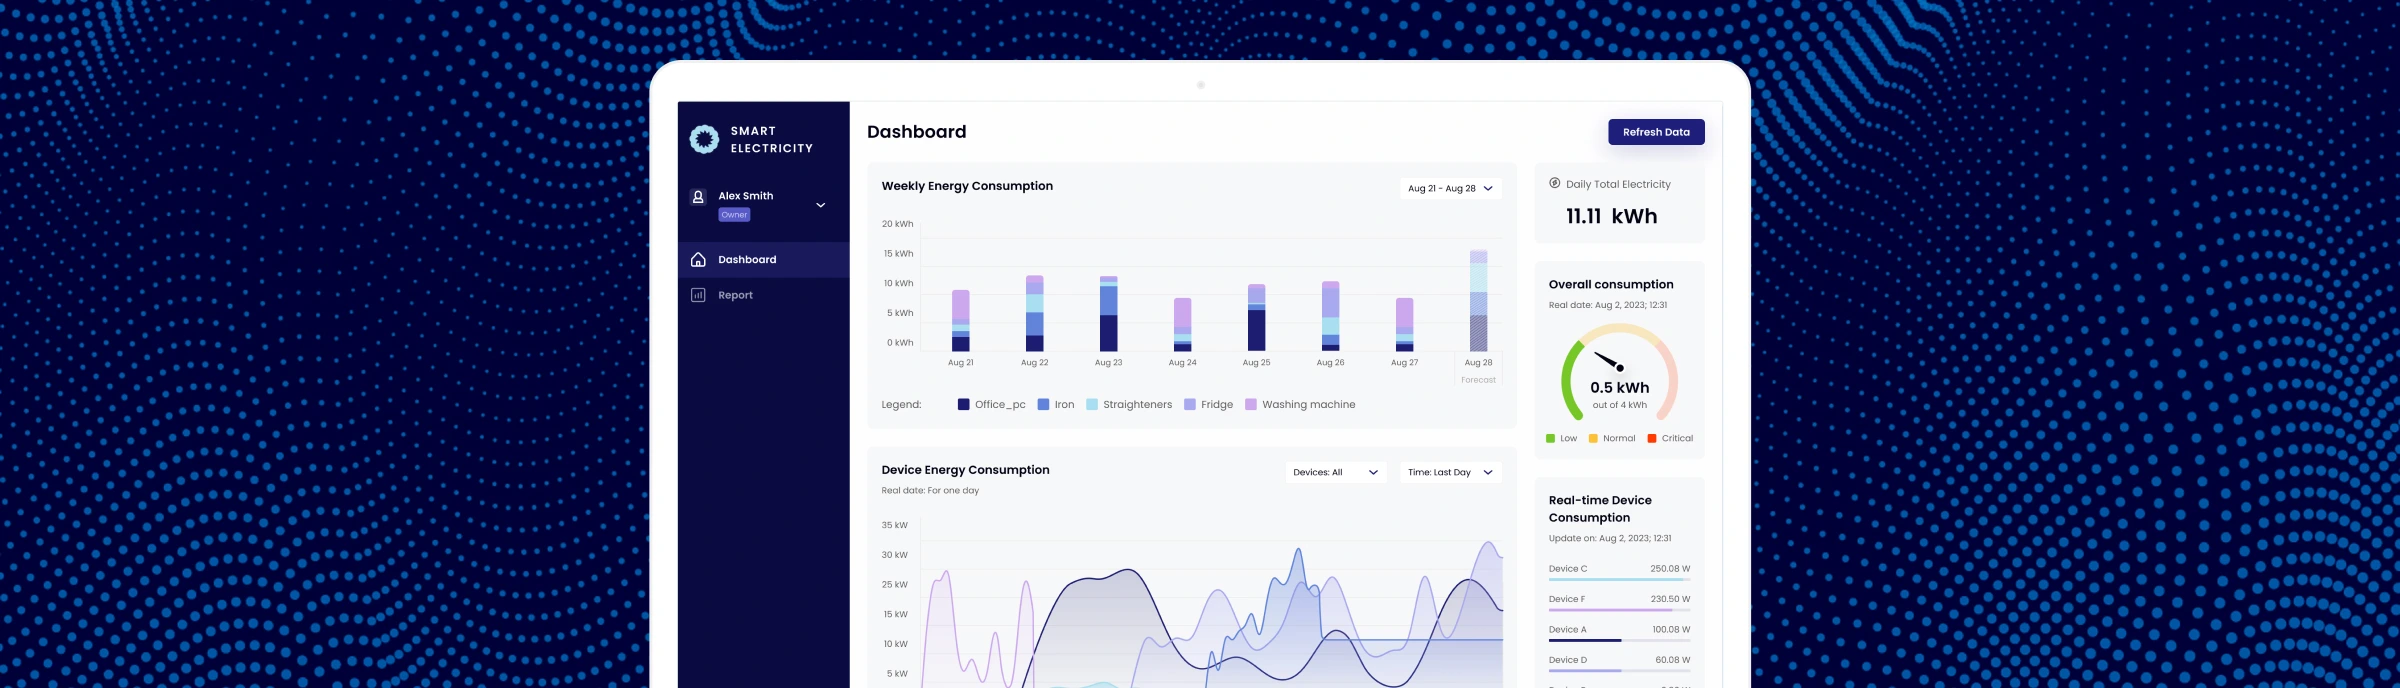 SMART
ELECTRICITY
Alex Smith
Owner
Dashboard
Report
Dashboard
Refresh Data
Weekly Energy Consumption
Aug 21 - Aug 28
20 kWh
15 kWh
10 kWh
5 kWh
0 kWh
Aug 21 Aug 22 Aug 23 Aug 24 Aug 25 Aug 26 Aug 27 Aug 28
Forecast
Legend: Office_pc Iron Straighteners Fridge Washing machine
Device Energy Consumption
Real date: For one day
Devices: All
Time: Last Day
35 kW
30 kW
25 kW
15 kW
10 kW
5 kW
Daily Total Electricity
11.11 kWh
Overall consumption
Real date: Aug 2, 2023; 12:31
0.5 kWh
out of 4 kWh
Low Normal Critical
Real-time Device
Consumption
Update on: Aug 2, 2023; 12:31
Device C 250.08 W
Device F 230.50 W
Device A 100.08 W
Device D 60.08 W